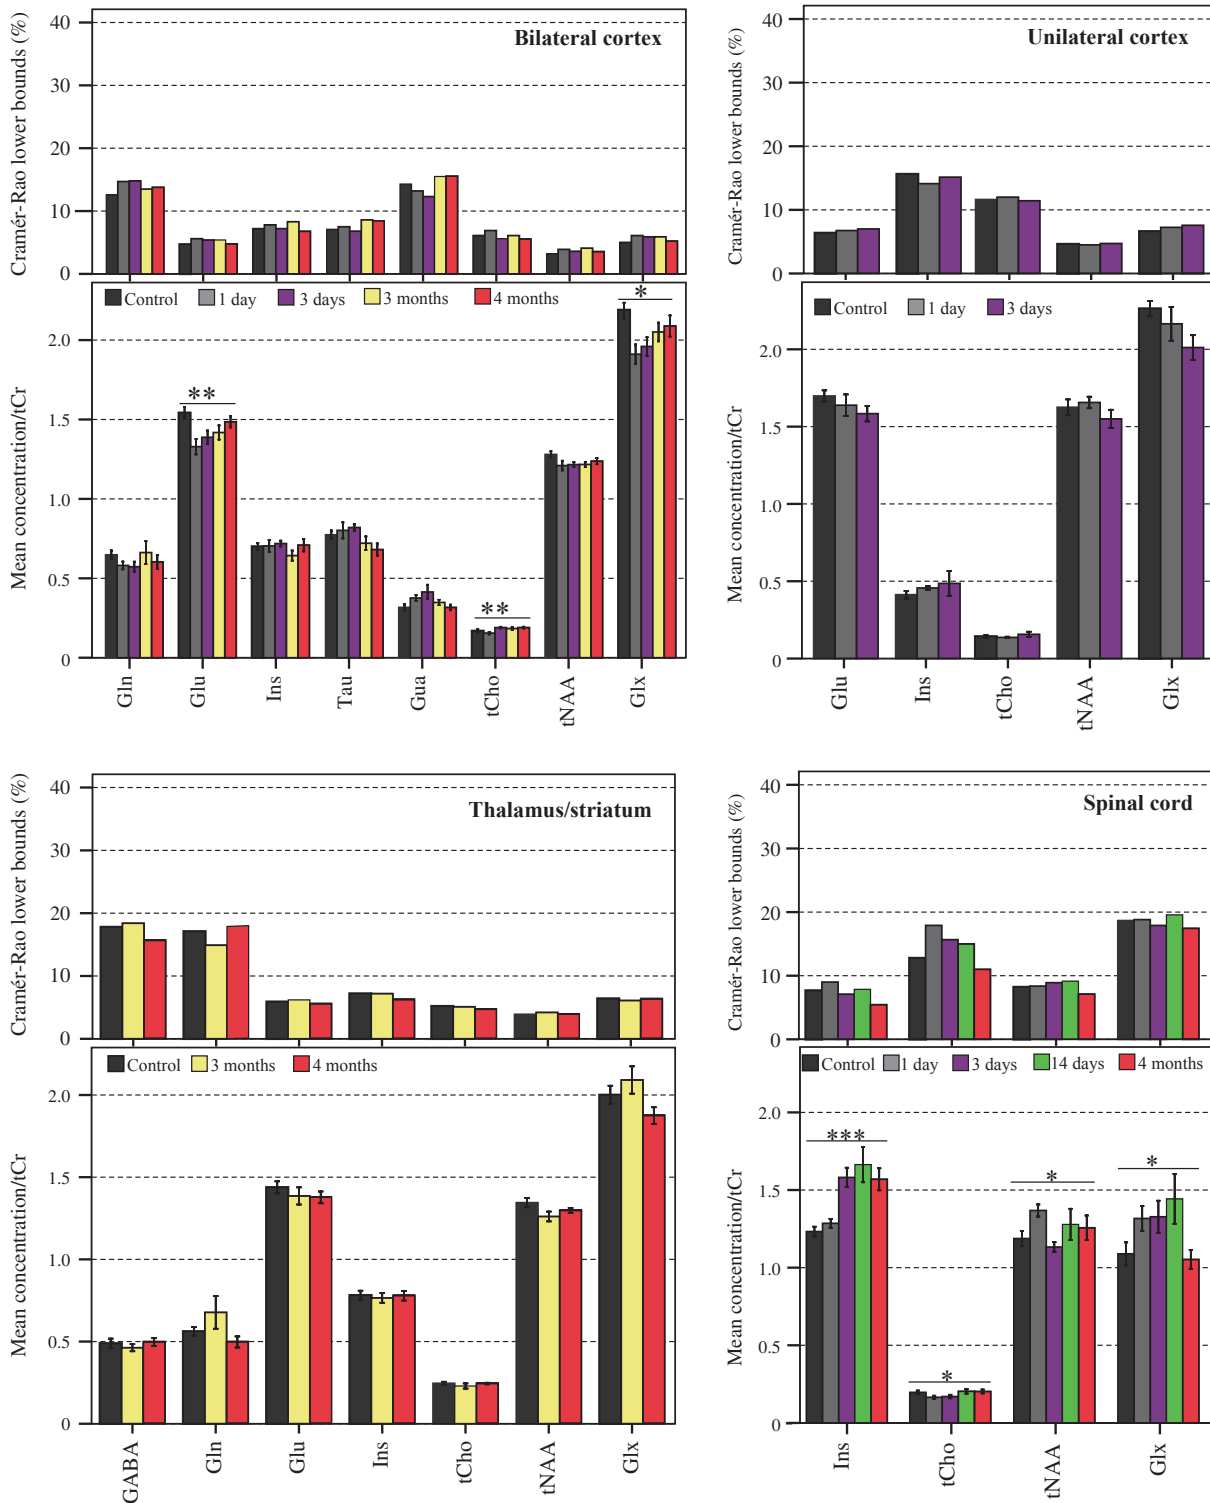 Bilateral cortex
Cramér-Rao lower bounds (%)
40
30
20
10
0
Control 1 day 3 days 3 months 4 months
*
**
**
Mean concentration/tCr
2.0
1.5
1.0
0.5
0
Gln Glu Ins Tau Gua tCho tNAA Glx
Unilateral cortex
Cramér-Rao lower bounds (%)
40
30
20
10
0
Control 1 day 3 days
Mean concentration/tCr
2.0
1.5
1.0
0.5
0
Glu Ins tCho tNAA Glx
Thalamus/striatum
Cramér-Rao lower bounds (%)
40
30
20
10
0
Control 3 months 4 months
Mean concentration/tCr
2.0
1.5
1.0
0.5
0
GABA Gln Glu Ins tCho tNAA Glx
Spinal cord
Cramér-Rao lower bounds (%)
40
30
20
10
0
Control 1 day 3 days 14 days 4 months
***
*
*
*
Mean concentration/tCr
2.0
1.5
1.0
0.5
0
Ins tCho tNAA Glx